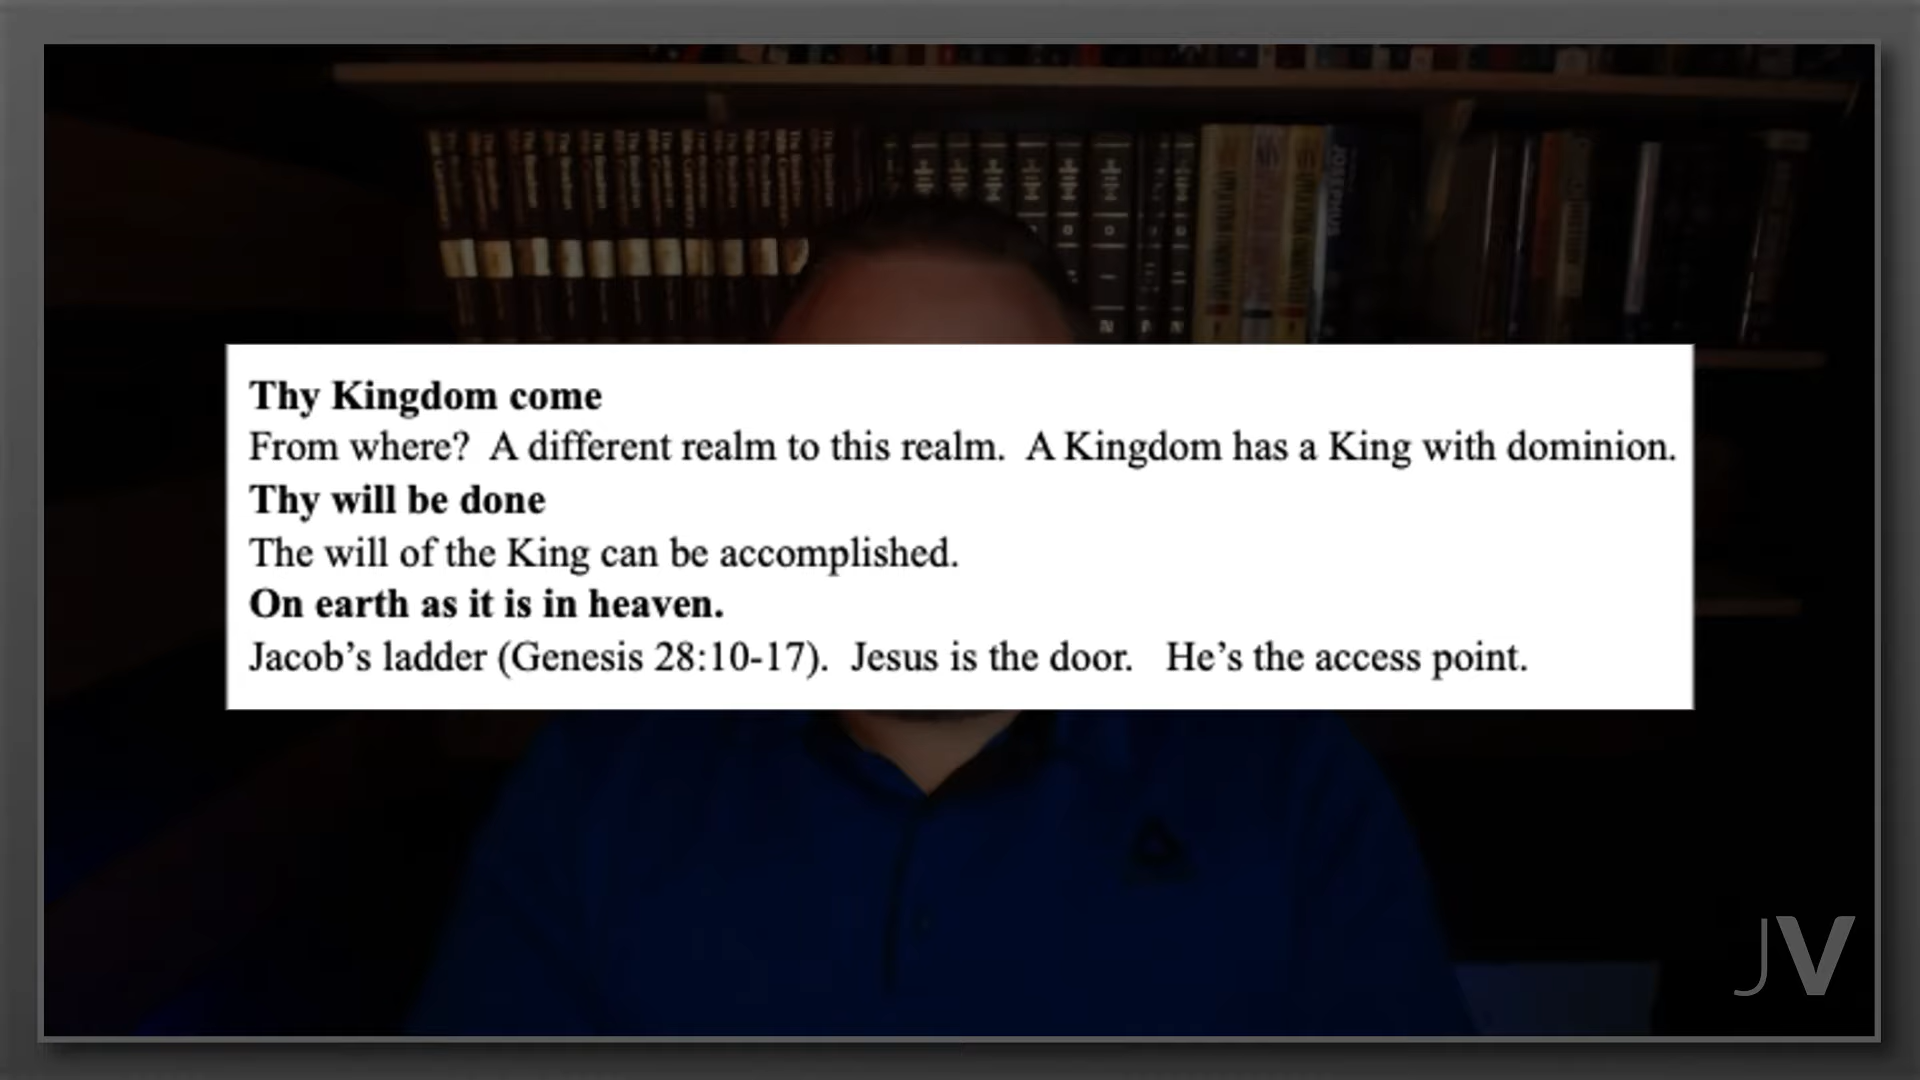 Thy Kingdom come
From where?  A different realm to this realm.  A Kingdom has a King with dominion.
Thy will be done
The will of the King can be accomplished.
On earth as it is in heaven.
Jacob’s ladder (Genesis 28:10-17).  Jesus is the door.   He’s the access point.
JOSEPHUS
JV